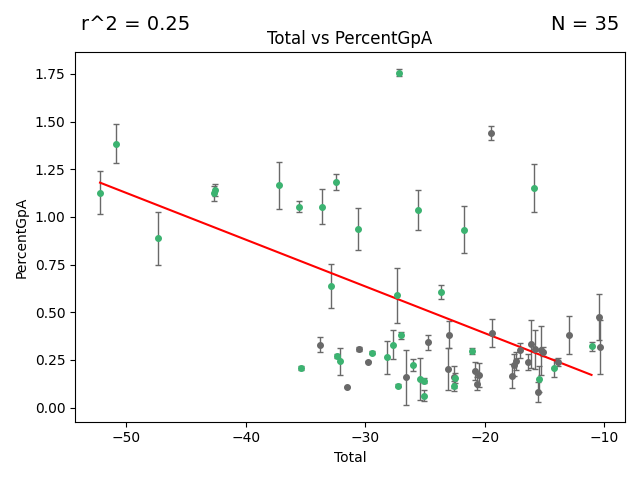 r^2 = 0.25 N = 35
Total vs PercentGpA
PercentGpA
1.75
1.50
1.25
1.00
0.75
0.50
0.25
0.00
−50 −40 −30 −20 −10
Total